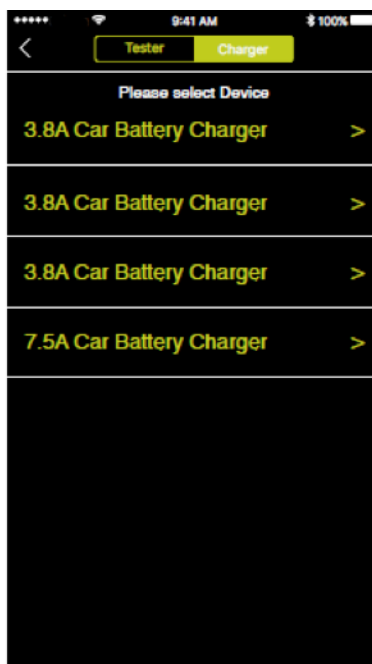 9:41 AM 100%
Tester Charger
Please select Device
3.8A Car Battery Charger >
3.8A Car Battery Charger >
3.8A Car Battery Charger >
7.5A Car Battery Charger >